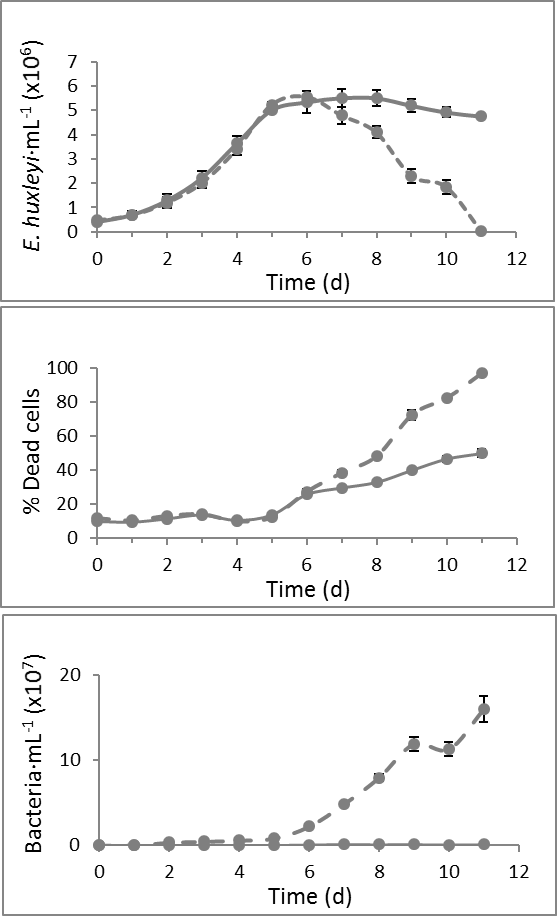 E. huxleyi·mL-1 (x10⁶)
7
6
5
4
3
2
1
0
0 2 4 6 8 10 12
Time (d)
% Dead cells
100
80
60
40
20
0
0 2 4 6 8 10 12
Time (d)
Bacteria·mL-1 (x10⁷)
20
10
0
0 2 4 6 8 10 12
Time (d)